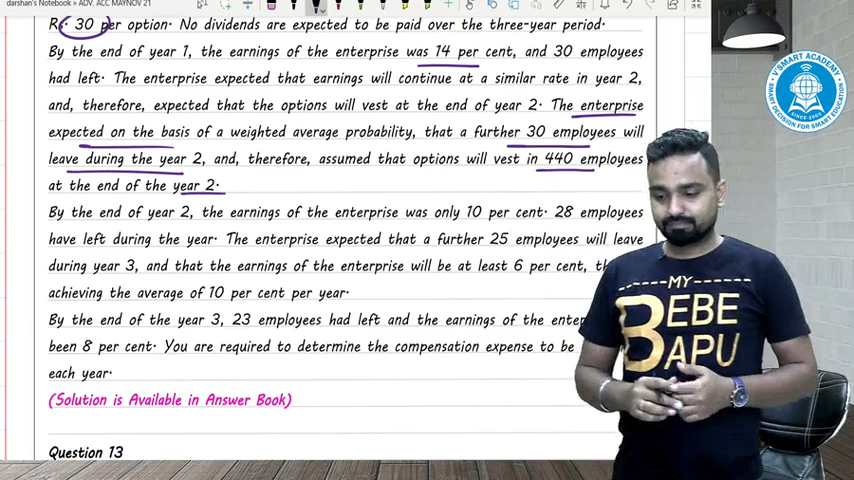 darshan's Notebook » ADV. ACC MAYNOV 21
Rs. 30 per option. No dividends are expected to be paid over the three-year period.
By the end of year 1, the earnings of the enterprise was 14 per cent, and 30 employees
had left. The enterprise expected that earnings will continue at a similar rate in year 2,
and, therefore, expected that the options will vest at the end of year 2. The enterprise
expected on the basis of a weighted average probability, that a further 30 employees will
leave during the year 2, and, therefore, assumed that options will vest in 440 employees
at the end of the year 2.
By the end of year 2, the earnings of the enterprise was only 10 per cent. 28 employees
have left during the year. The enterprise expected that a further 25 employees will leave
during year 3, and that the earnings of the enterprise will be at least 6 per cent,
achieving the average of 10 per cent per year.
By the end of the year 3, 23 employees had left and the earnings of the
been 8 per cent. You are required to determine the compensation expense to be
each year.
(Solution is Available in Answer Book)
Question 13
V'SMART ACADEMY
SINCE-2005
DECISION FOR SMART EDUCATION
MY
BEBE
BAPU